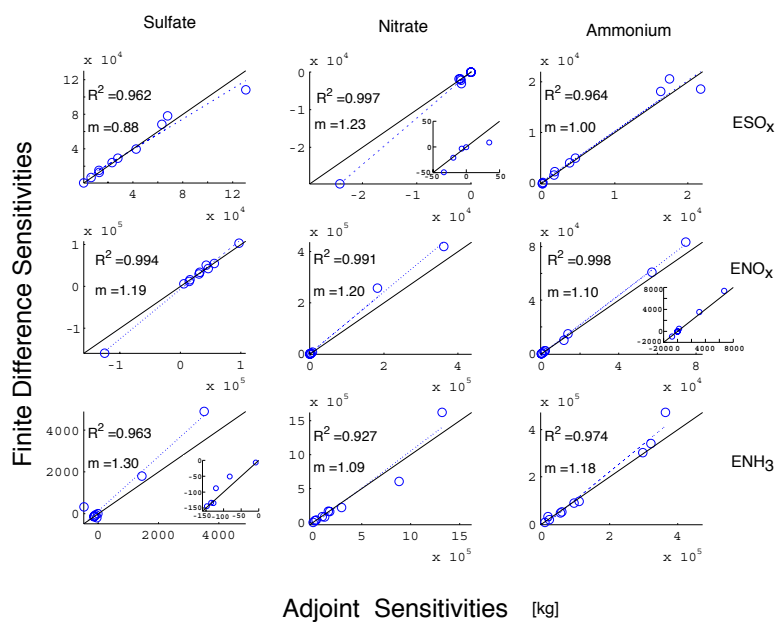 Sulfate
Nitrate
Ammonium
x 10^4
12
8
4
R^2=0.962
m=0.88
4 8 12
x 10^4
x 10^4
0
-1
-2
R^2=0.997
m=1.23
50
0
-50
-50 0 50
-2 -1 0
x 10^4
x 10^4
2
1
0
R^2=0.964
m=1.00
0 1 2
x 10^4
ESOx
x 10^5
1
0
-1
R^2=0.994
m=1.19
0 1
x 10^5
x 10^5
4
2
0
R^2=0.991
m=1.20
0 2 4
x 10^5
x 10^4
8
4
0
R^2=0.998
m=1.10
8000
4000
0
-2000
-2000 0 4000 8000
0 4 8
x 10^4
ENOx
4000
2000
0
R^2=0.963
m=1.30
0
-50
-100
-150
-150 -100 -50 0
0 2000 4000
x 10^5
15
10
5
0
R^2=0.927
m=1.09
0 5 10 15
x 10^5
x 10^5
4
2
0
R^2=0.974
m=1.18
0 2 4
x 10^5
ENH3
Finite Difference Sensitivities
Adjoint Sensitivities [kg]